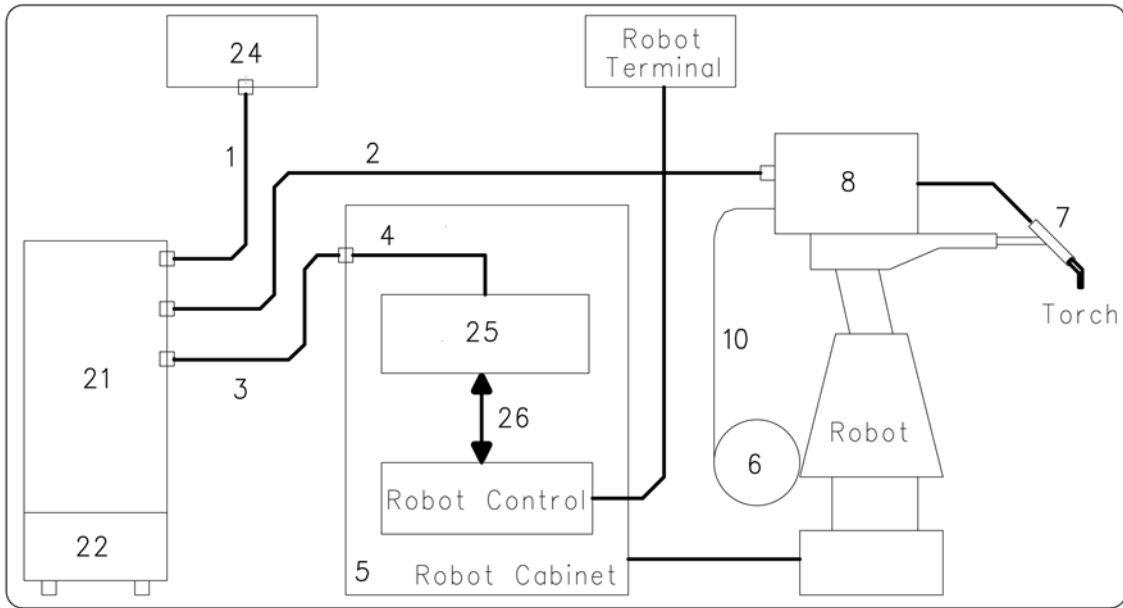 24
Robot
Terminal
1
2
8
7
4
Torch
25
10
21
3
26
Robot
6
Robot Control
22
5
Robot Cabinet